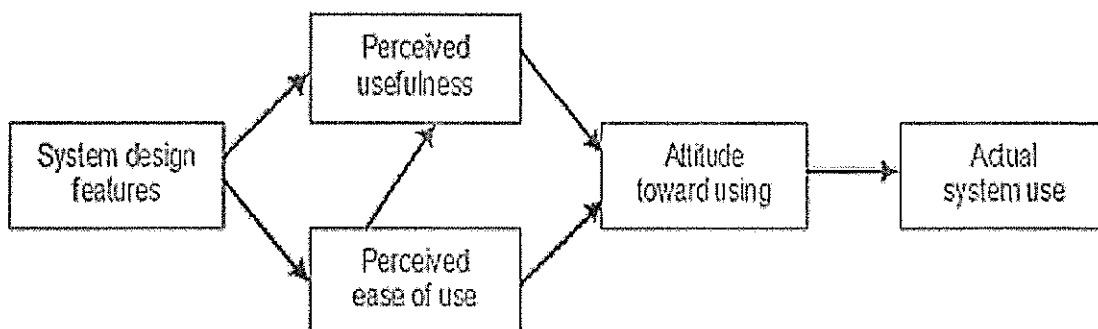 System design
features
Perceived
usefulness
Perceived
ease of use
Attitude
toward using
Actual
system use